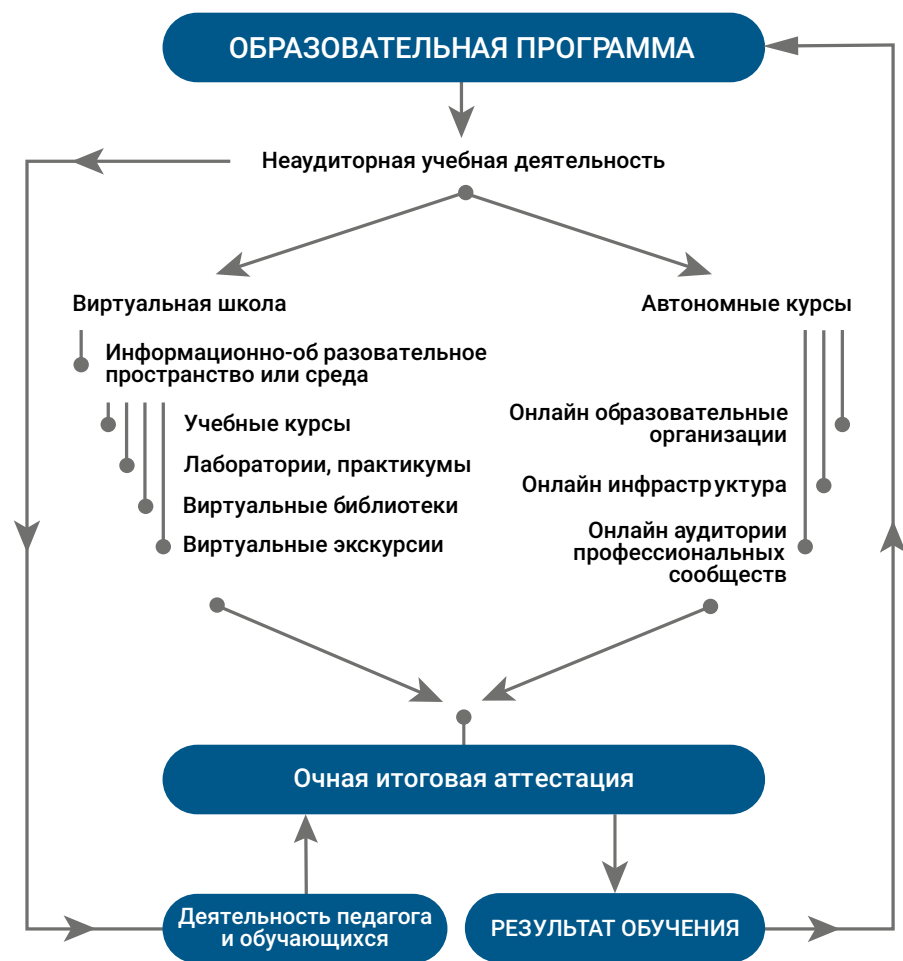 ОБРАЗОВАТЕЛЬНАЯ ПРОГРАММА
Неаудиторная учебная деятельность
Виртуальная школа
Информационно-об разовательное
пространство или среда
Учебные курсы
Лаборатории, практикумы
Виртуальные библиотеки
Виртуальные экскурсии
Автономные курсы
Онлайн образовательные
организации
Онлайн инфраструктура
Онлайн аудитории
профессиональных
сообществ
Очная итоговая аттестация
Деятельность педагога
и обучающихся
РЕЗУЛЬТАТ ОБУЧЕНИЯ